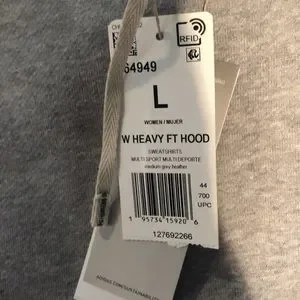 RFID
64949
L
WOMEN / MUJER
W HEAVY FT HOOD
SWEATSHIRTS
MULTI SPORT MULTIDEPORTE
medium grey heather
44
700
UPC
1 95734 15920 6
127692266